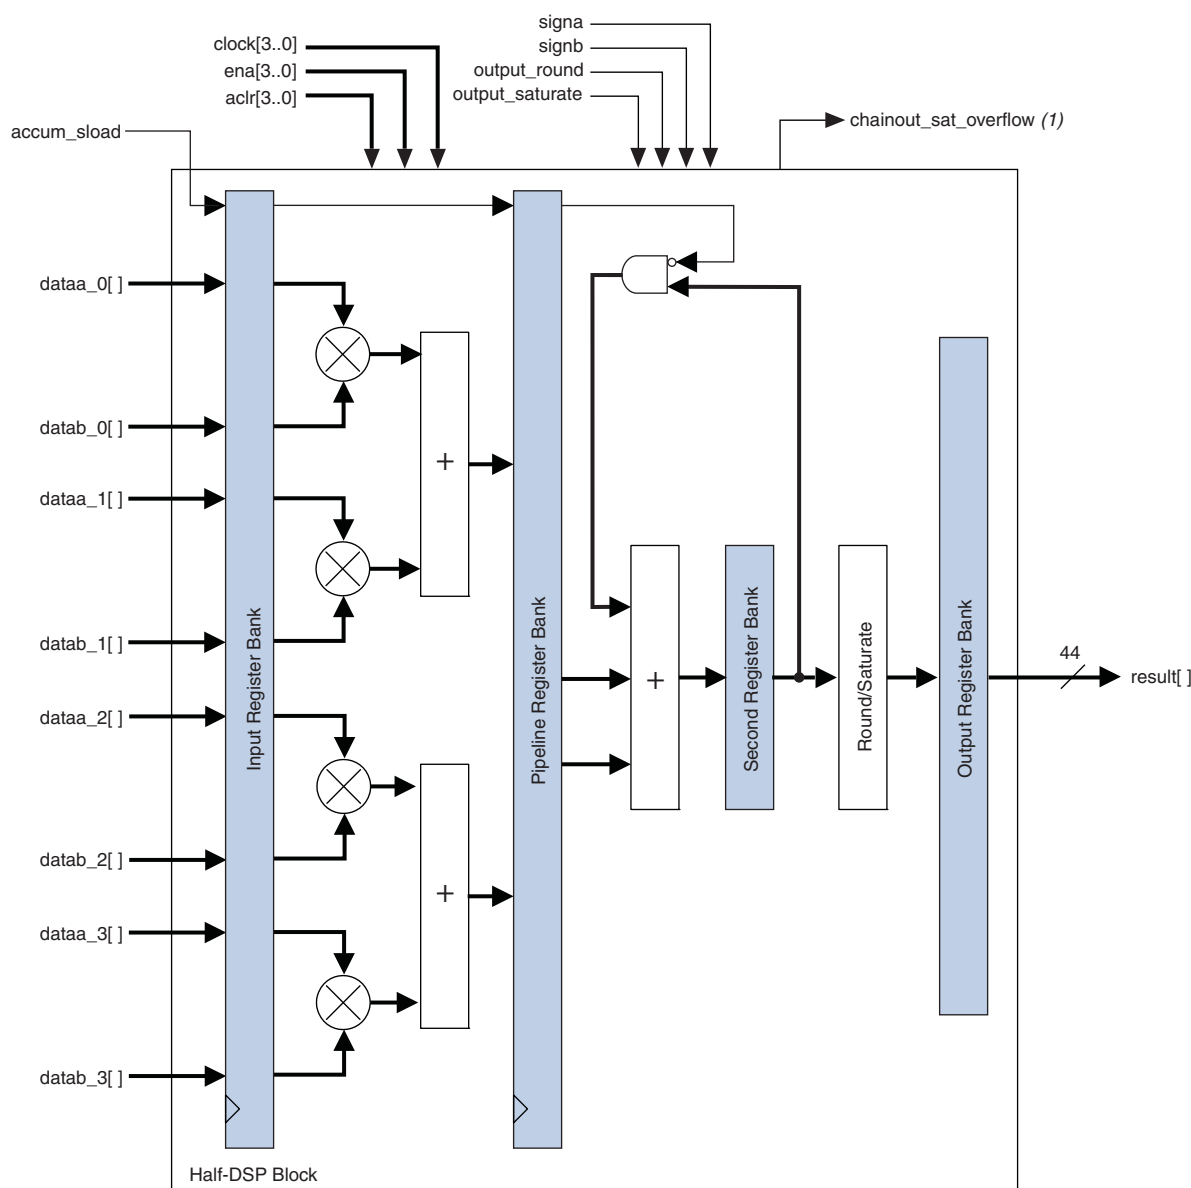 signa
signb
output_round
output_saturate
clock[3..0]
ena[3..0]
aclr[3..0]
accum_sload
chainout_sat_overflow (1)
dataa_0[ ]
datab_0[ ]
dataa_1[ ]
datab_1[ ]
dataa_2[ ]
datab_2[ ]
dataa_3[ ]
datab_3[ ]
Input Register Bank
+
+
Pipeline Register Bank
+
Second Register Bank
Round/Saturate
Output Register Bank
44
result[ ]
Half-DSP Block